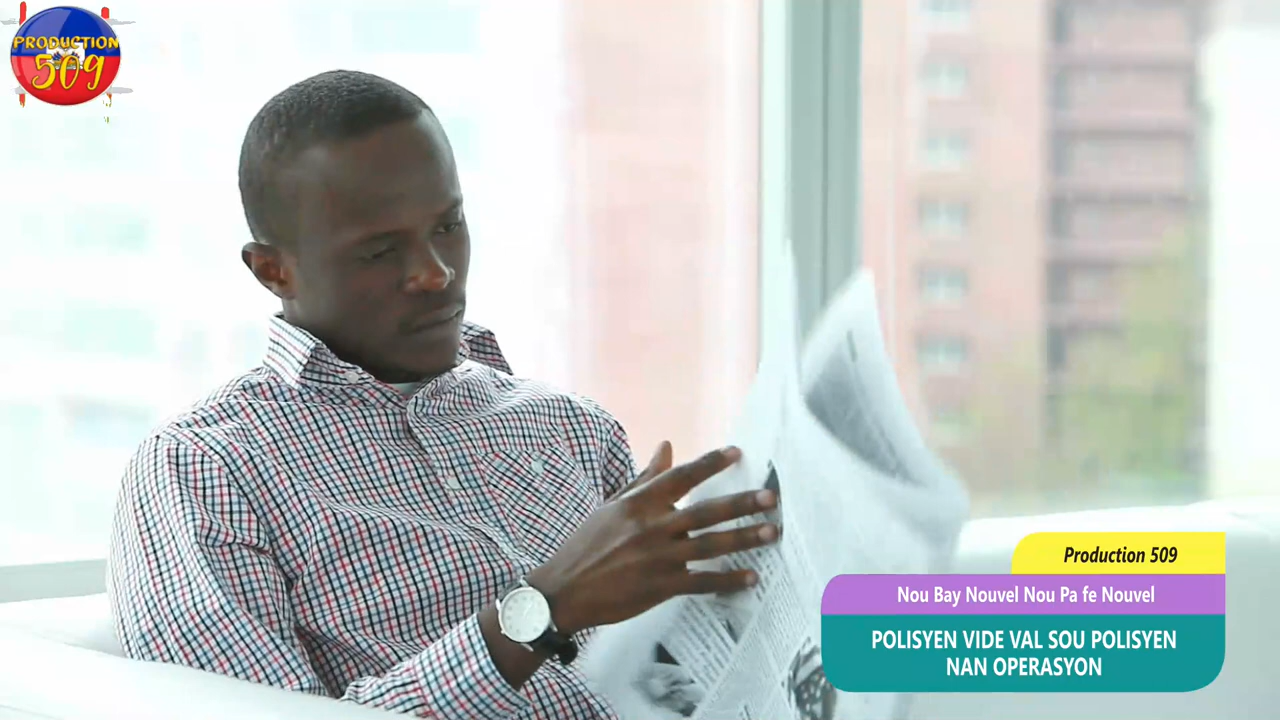 PRODUCTION
509
Production 509
Nou Bay Nouvel Nou Pa fe Nouvel
POLISYEN VIDE VAL SOU POLISYEN
NAN OPERASYON